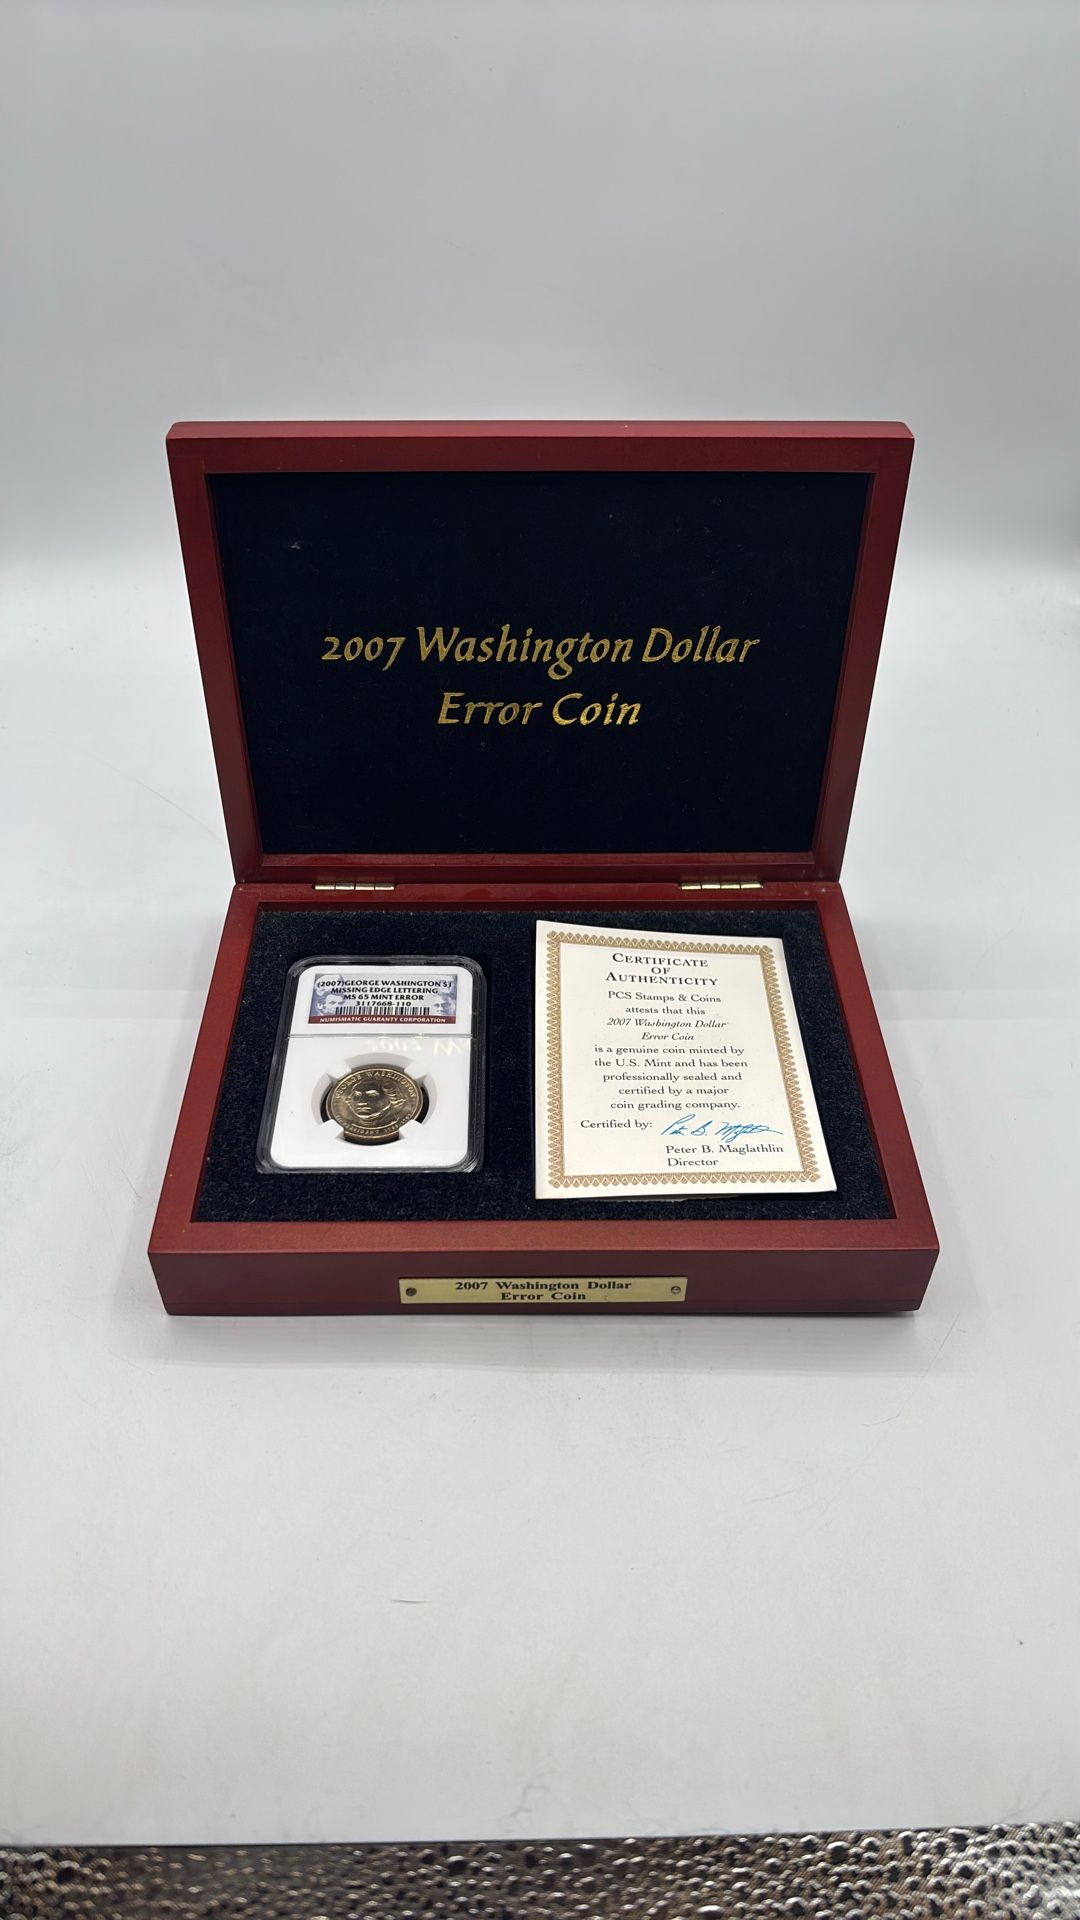 2007 Washington Dollar
Error Coin
(2007)GEORGE WASHINGTON $1
MISSING EDGE LETTERING
MS 65 MINT ERROR
3117668-110
NUMISMATIC GUARANTY CORPORATION
GEORGE WASHINGTON
CERTIFICATE
OF
AUTHENTICITY
PCS Stamps & Coins
attests that this
2007 Washington Dollar
Error Coin
is a genuine coin minted by
the U.S. Mint and has been
professionally sealed and
certified by a major
coin grading company.
Certified by:
Peter B. Maglathlin
Director
2007 Washington Dollar
Error Coin